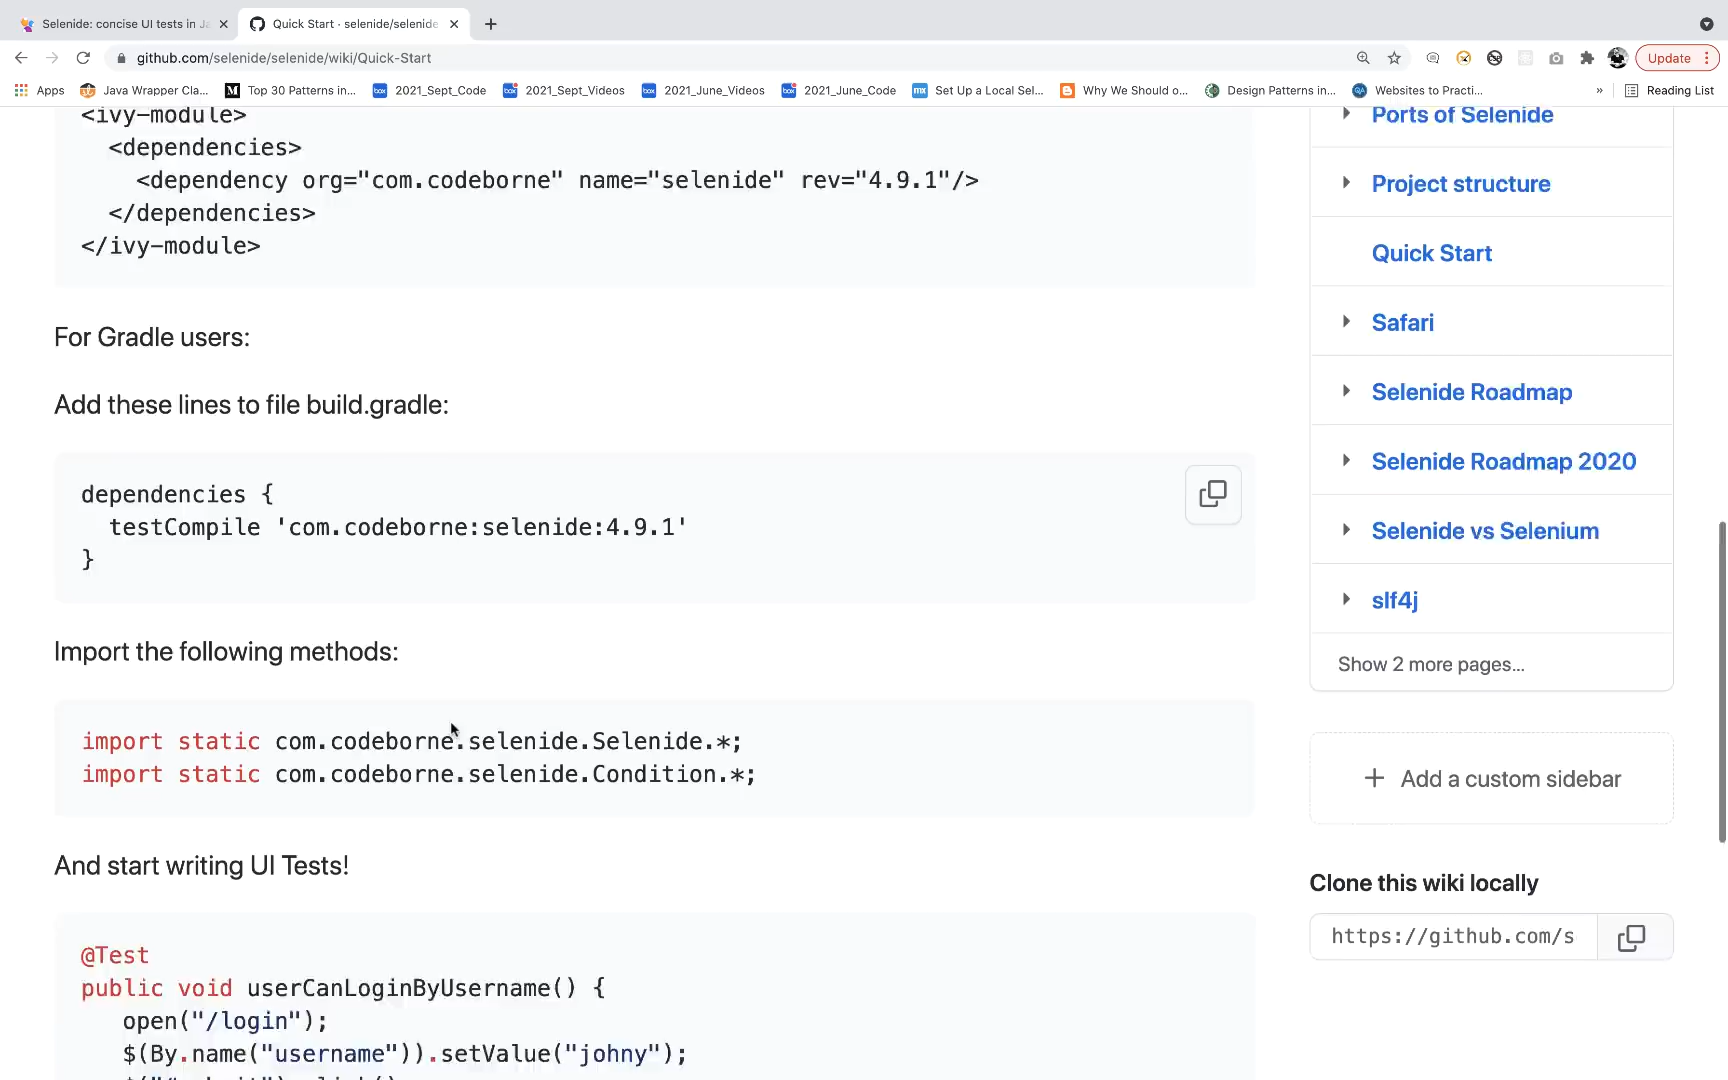 Selenide: concise UI tests in Ja
Quick Start · selenide/selenide
github.com/selenide/selenide/wiki/Quick-Start
Update
Apps
Java Wrapper Cla...
Top 30 Patterns in...
2021_Sept_Code
2021_Sept_Videos
2021_June_Videos
2021_June_Code
Set Up a Local Sel...
Why We Should o...
Design Patterns in...
Websites to Practi...
»
Reading List
<ivy-module>
<dependencies>
<dependency org="com.codeborne" name="selenide" rev="4.9.1"/>
</dependencies>
</ivy-module>
For Gradle users:
Add these lines to file build.gradle:
dependencies {
testCompile 'com.codeborne:selenide:4.9.1'
}
Import the following methods:
import static com.codeborne.selenide.Selenide.*;
import static com.codeborne.selenide.Condition.*;
And start writing UI Tests!
@Test
public void userCanLoginByUsername() {
open("/login");
$(By.name("username")).setValue("johny");
Ports of Selenide
Project structure
Quick Start
Safari
Selenide Roadmap
Selenide Roadmap 2020
Selenide vs Selenium
slf4j
Show 2 more pages...
+ Add a custom sidebar
Clone this wiki locally
https://github.com/s